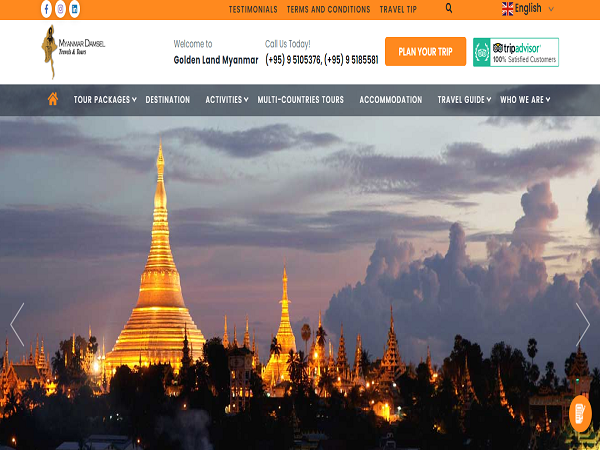 TESTIMONIALS TERMS AND CONDITIONS TRAVEL TIP English
MYANMAR DAMSEL
Travels & Tours
Welcome to
Golden Land Myanmar
Call Us Today!
(+95) 9 5105376, (+95) 9 5185581
PLAN YOUR TRIP
tripadvisor
100% Satisfied Customers
TOUR PACKAGES DESTINATION ACTIVITIES MULTI-COUNTRIES TOURS ACCOMMODATION TRAVEL GUIDE WHO WE ARE